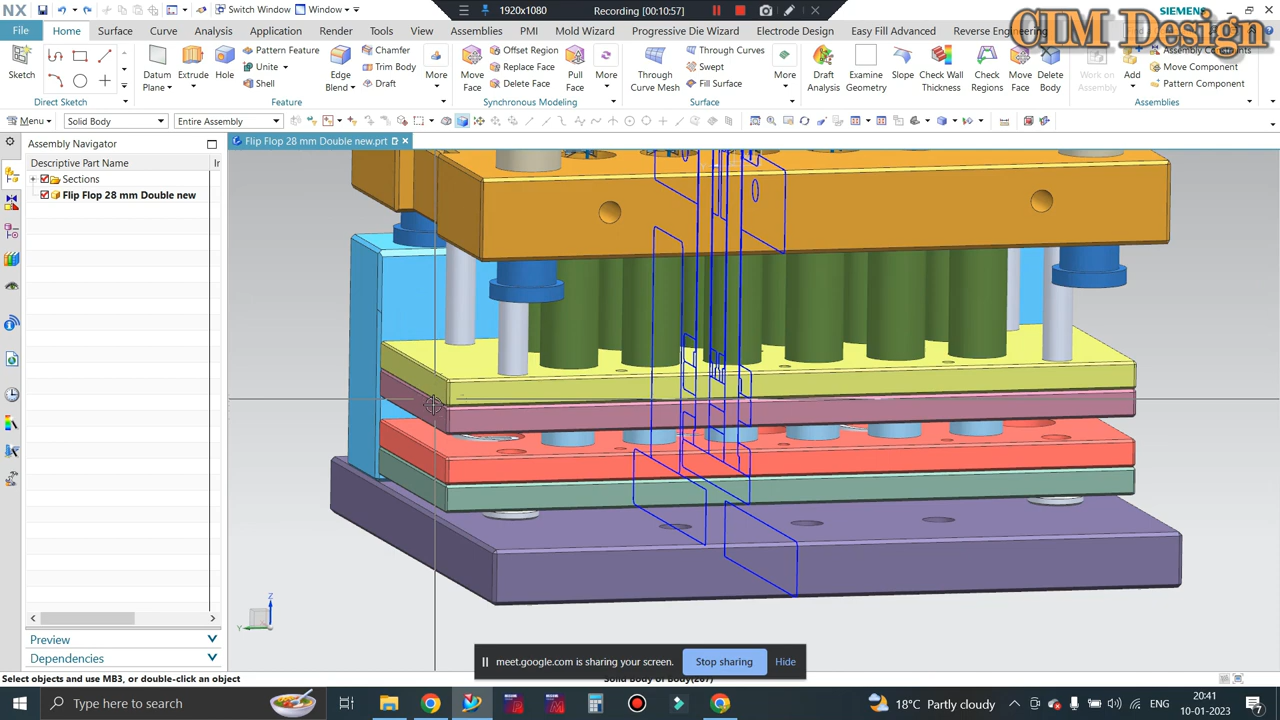 NX
Switch Window
Window
1920x1080
Recording [00:10:57]
SIEMENS
CIM Design
File
Home
Surface
Curve
Analysis
Application
Render
Tools
View
Assemblies
PMI
Mold Wizard
Progressive Die Wizard
Electrode Design
Easy Fill Advanced
Reverse Engineering
Sketch
Direct Sketch
Datum Plane
Extrude
Hole
Pattern Feature
Unite
Shell
Edge Blend
Chamfer
Trim Body
Draft
More
Feature
Move Face
Offset Region
Replace Face
Delete Face
Pull Face
More
Synchronous Modeling
Through Curve Mesh
Through Curves
Swept
Fill Surface
More
Surface
Draft Analysis
Examine Geometry
Slope
Check Wall Thickness
Check Regions
Move Face
Delete Body
Work on Assembly
Add
Assembly Constraints
Move Component
Pattern Component
Assemblies
Menu
Solid Body
Entire Assembly
Assembly Navigator
Flip Flop 28 mm Double new.prt
Descriptive Part Name
Ir
Sections
Flip Flop 28 mm Double new
Z
Y
Preview
Dependencies
meet.google.com is sharing your screen.
Stop sharing
Hide
Select objects and use MB3, or double-click an object
Type here to search
18°C Partly cloudy
ENG
20:41
10-01-2023
7